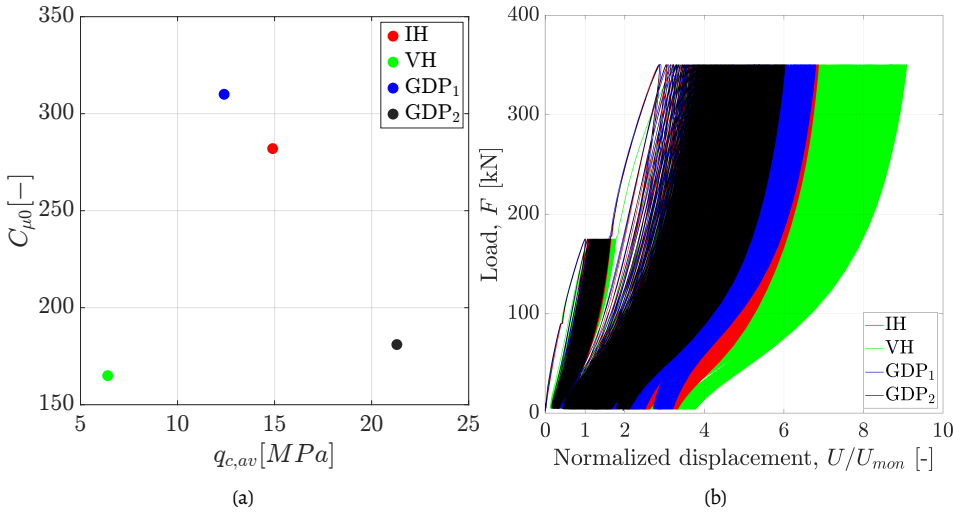 350
300
250
200
150
5
10
15
20
25
C_{μ0}[−]
q_{c,av}[MPa]
IH
VH
GDP₁
GDP₂
(a)
400
300
200
100
0
0
1
2
4
6
8
10
Load, F [kN]
Normalized displacement, U/U_{mon} [-]
IH
VH
GDP₁
GDP₂
(b)